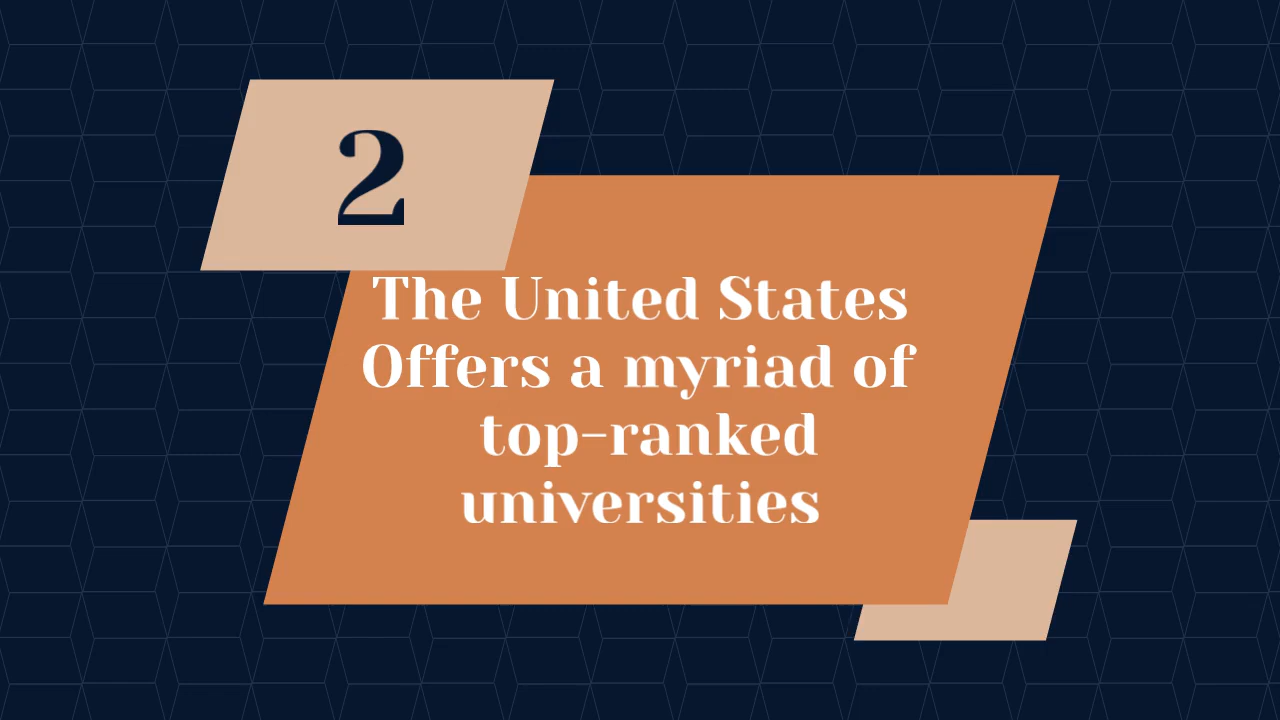 2
The United States
Offers a myriad of
top-ranked
universities